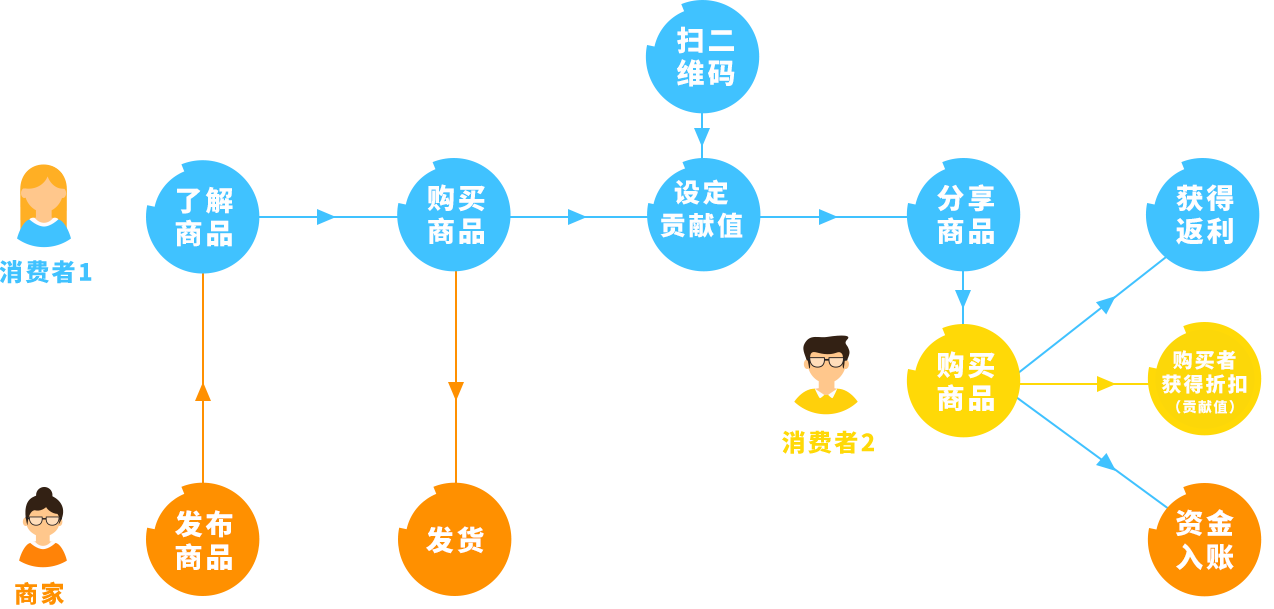 扫二
维码
了解
商品
购买
商品
设定
贡献值
分享
商品
获得
返利
消费者1
购买
商品
购买者
获得折扣
（贡献值）
消费者2
发布
商品
发货
资金
入账
商家